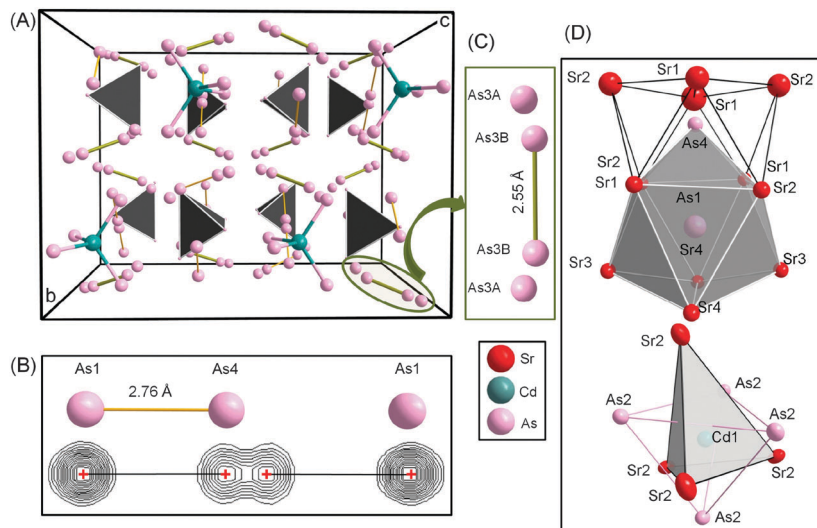 (A)
c
b
(B)
As1
As4
As1
2.76 Å
(C)
As3A
As3B
2.55 Å
As3B
As3A
Sr
Cd
As
(D)
Sr2
Sr1
Sr2
Sr1
As4
Sr2
Sr1
Sr1
As1
Sr2
Sr4
Sr3
Sr3
Sr4
Sr2
As2
As2
As2
Cd1
Sr2
Sr2
Sr2
As2